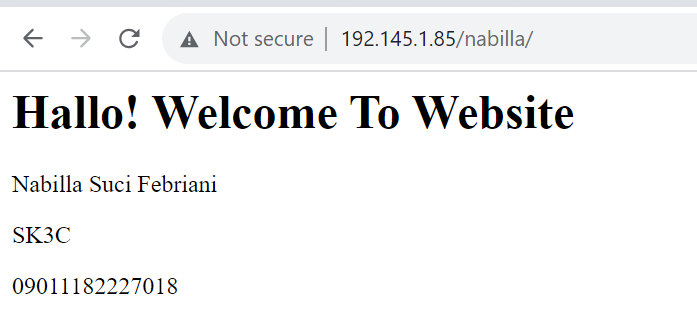 Not secure | 192.145.1.85/nabilla/
Hallo! Welcome To Website
Nabilla Suci Febriani
SK3C
09011182227018